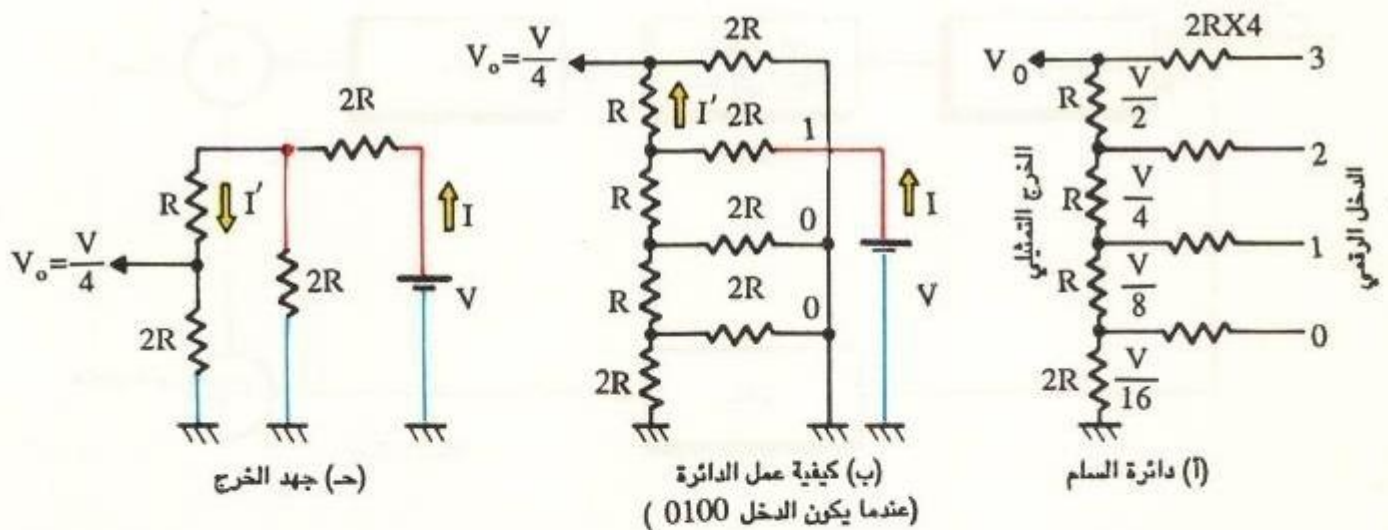 2RX4
V₀
3
R
V/2
2
R
V/4
1
R
V/8
0
2R
V/16
الخرج التمثيلي
الدخل الرقمي
(أ) دائرة السلم
2R
V₀=V/4
R
I′
2R
1
R
2R
0
I
R
2R
0
V
2R
(ب) كيفية عمل الدائرة
(عندما يكون الدخل 0100 )
2R
R
I′
I
V₀=V/4
2R
V
2R
(حـ) جهد الخرج